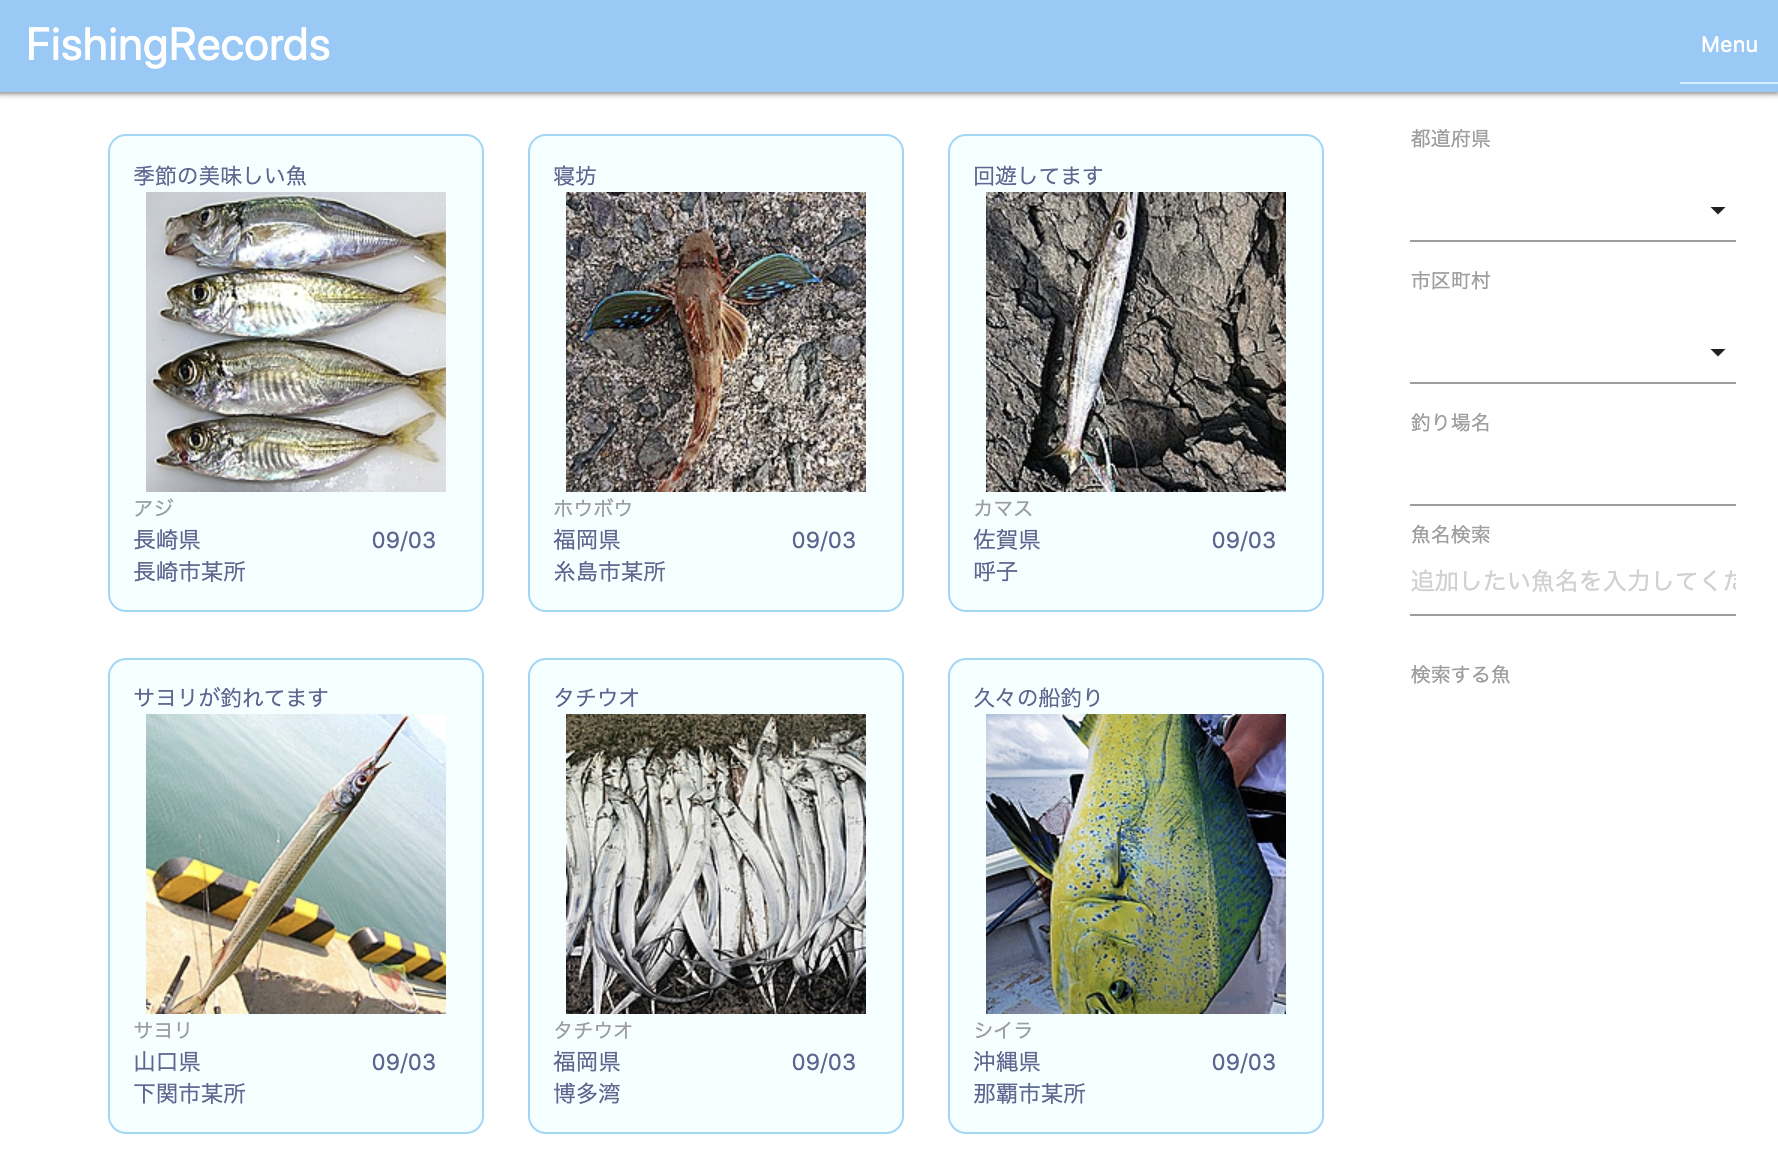 FishingRecords
Menu
季節の美味しい魚
アジ
長崎県 09/03
長崎市某所
寝坊
ホウボウ
福岡県 09/03
糸島市某所
回遊してます
カマス
佐賀県 09/03
呼子
サヨリが釣れてます
サヨリ
山口県 09/03
下関市某所
タチウオ
タチウオ
福岡県 09/03
博多湾
久々の船釣り
シイラ
沖縄県 09/03
那覇市某所
都道府県
市区町村
釣り場名
魚名検索
追加したい魚名を入力してくだ
検索する魚